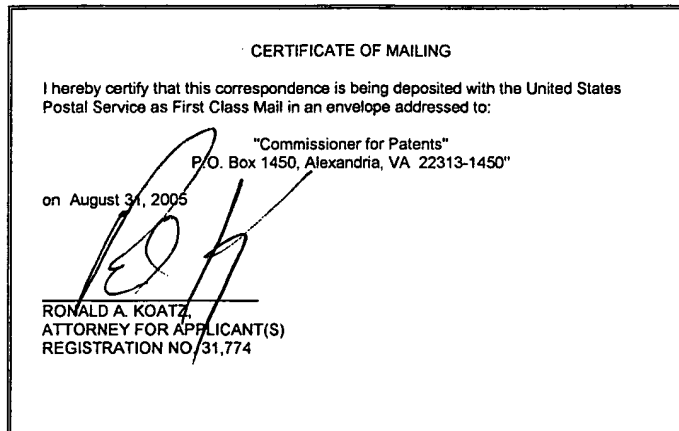 CERTIFICATE OF MAILING
I hereby certify that this correspondence is being deposited with the United States
Postal Service as First Class Mail in an envelope addressed to:
"Commissioner for Patents"
P.O. Box 1450, Alexandria, VA 22313-1450"
on August 31, 2005
RONALD A. KOATZ,
ATTORNEY FOR APPLICANT(S)
REGISTRATION NO. 31,774